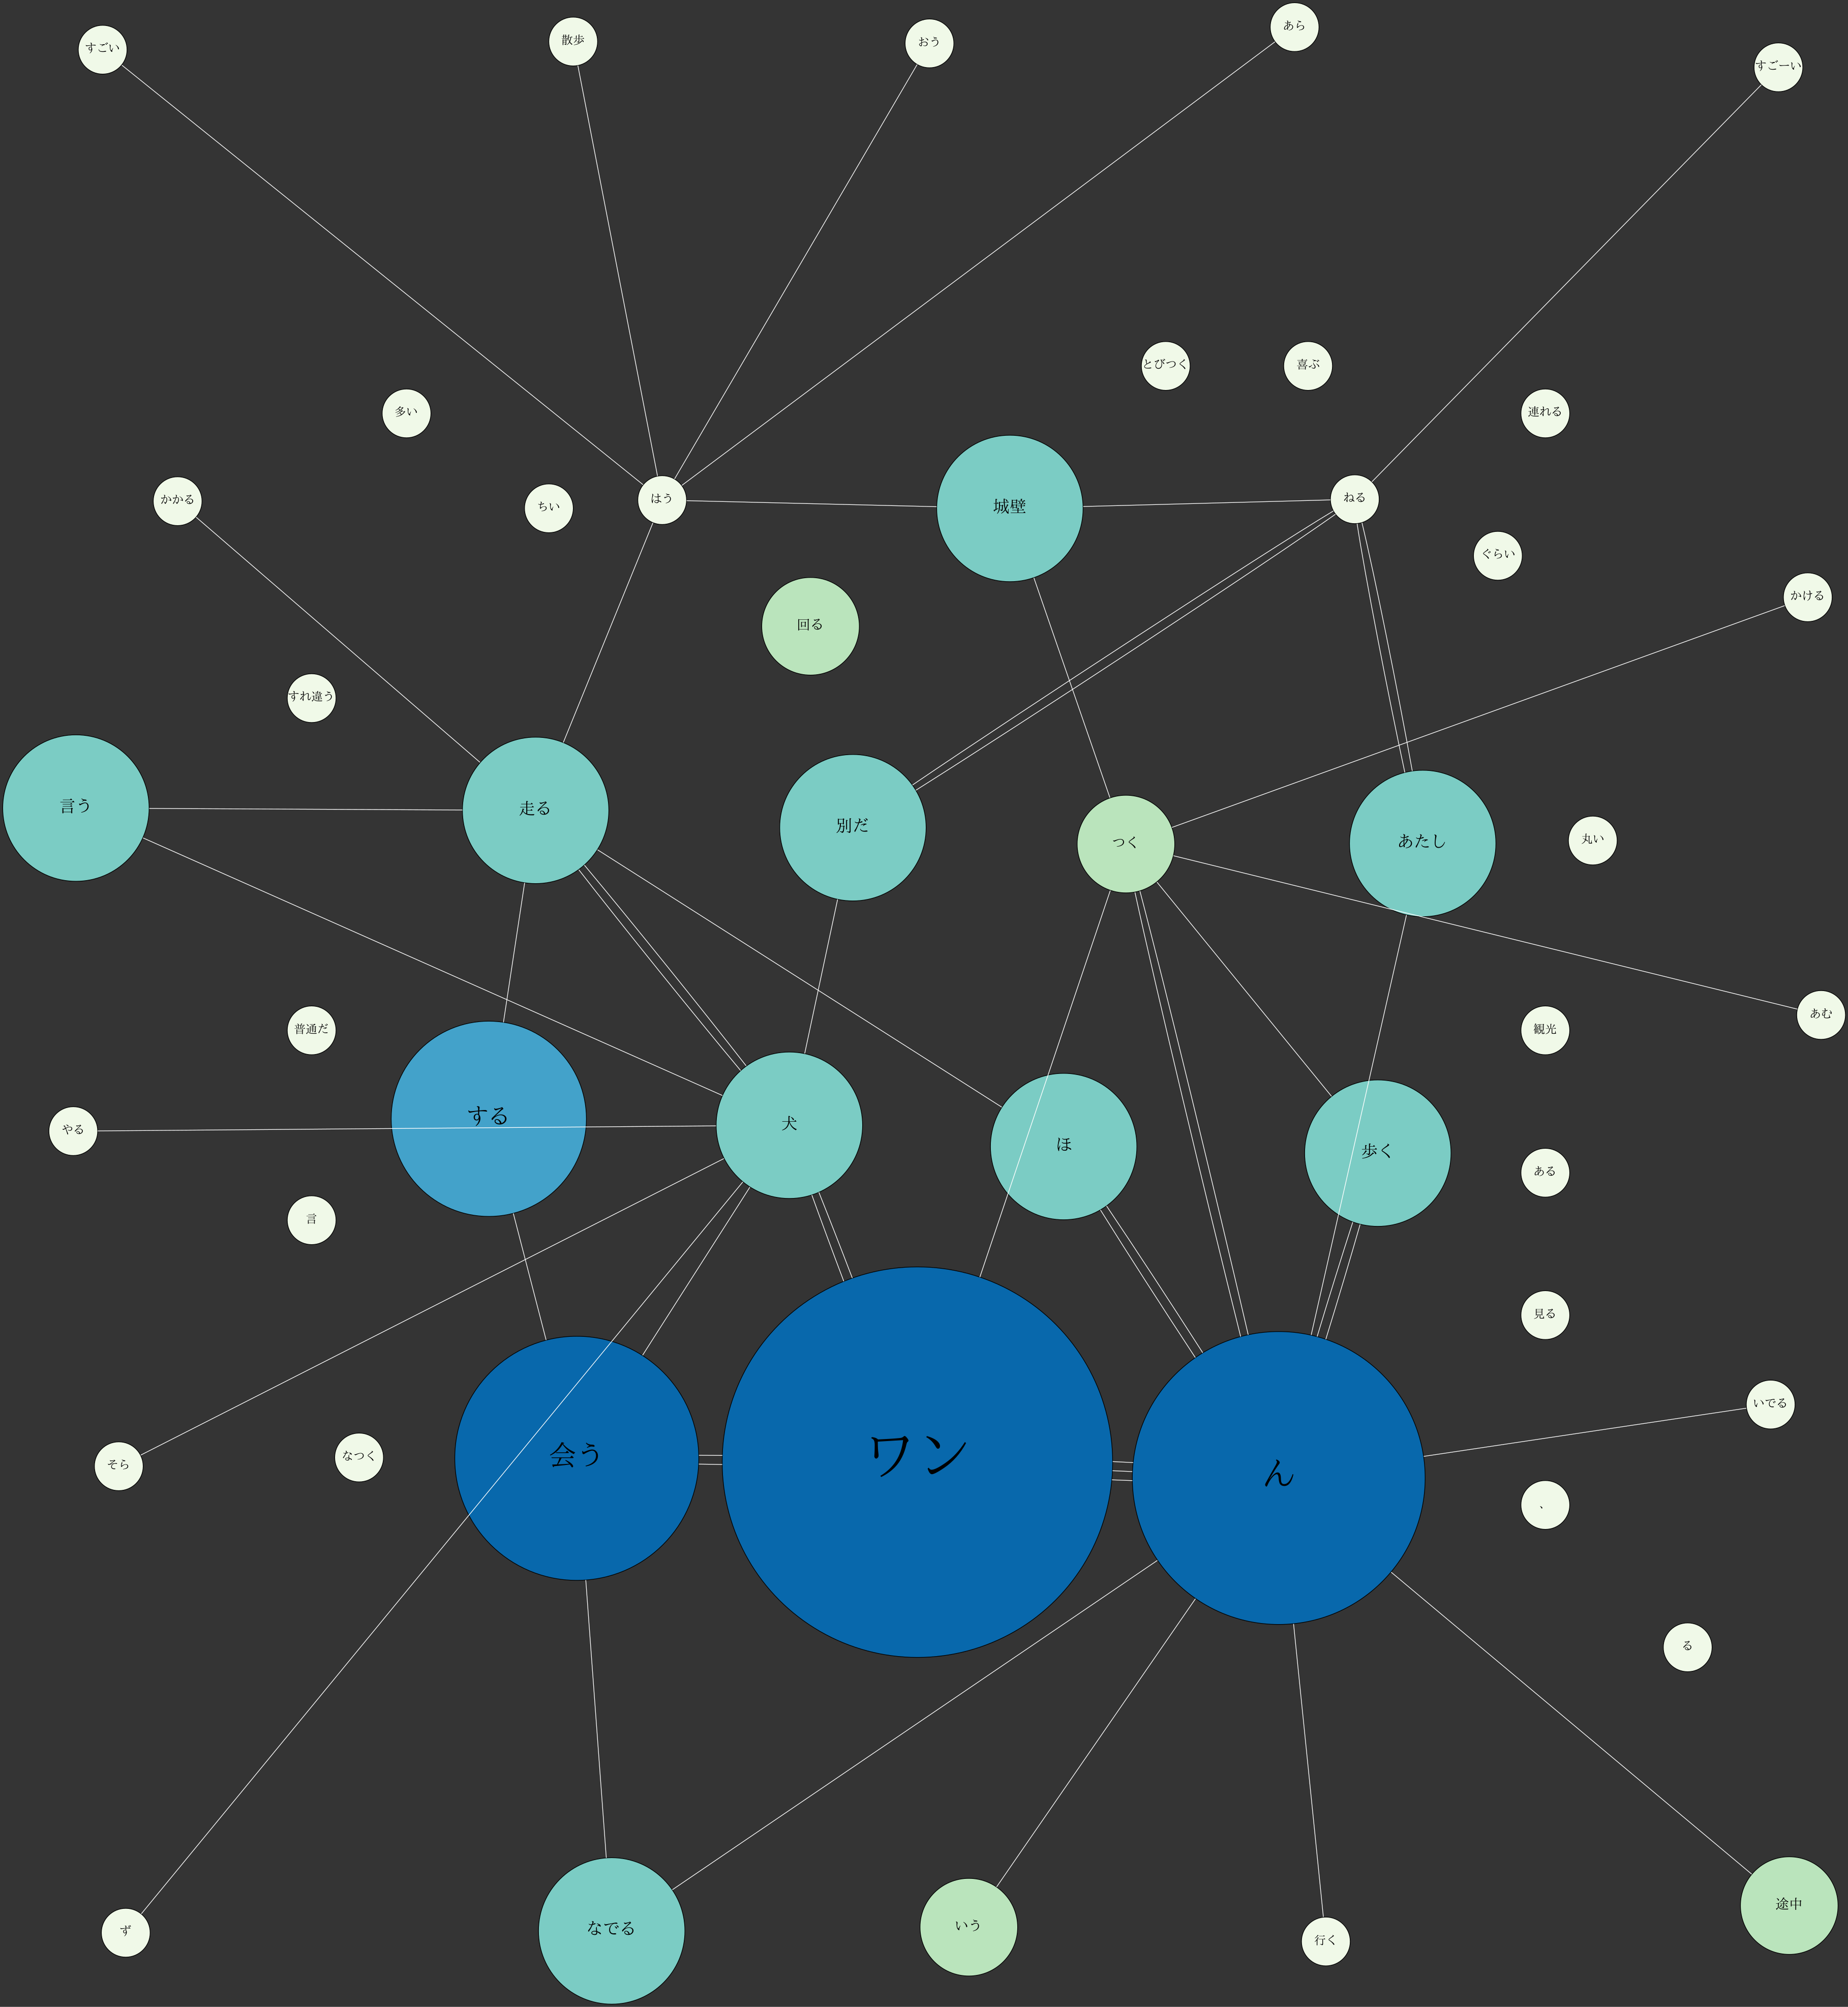 すごい
散歩
おう
あら
すごーい
とびつく
喜ぶ
多い
連れる
かかる
ちい
はう
城壁
ねる
ぐらい
かける
回る
すれ違う
言う
走る
別だ
つく
あたし
丸い
普通だ
観光
あむ
やる
する
犬
ほ
歩く
ある
言
見る
いでる
そら
なつく
会う
ワン
ん
、
る
ず
なでる
いう
行く
途中